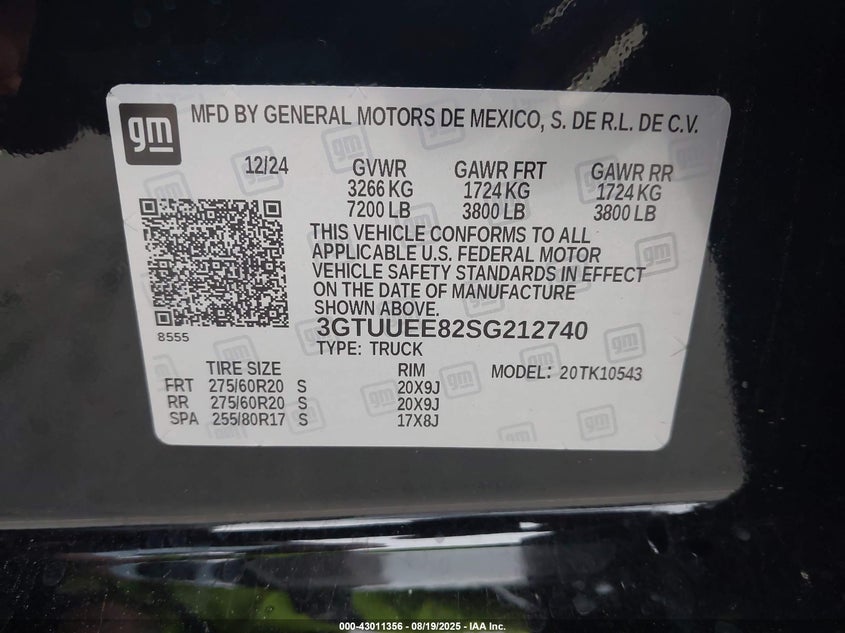 gm MFD BY GENERAL MOTORS DE MEXICO, S. DE R.L. DE C.V.
12/24 GVWR GAWR FRT GAWR RR
3266 KG 1724 KG 1724 KG
7200 LB 3800 LB 3800 LB
THIS VEHICLE CONFORMS TO ALL
APPLICABLE U.S. FEDERAL MOTOR
VEHICLE SAFETY STANDARDS IN EFFECT
ON THE DATE OF MANUFACTURE
SHOWN ABOVE.
3GTUUEE82SG212740
8555 TYPE: TRUCK
TIRE SIZE RIM MODEL: 20TK10543
FRT 275/60R20 S 20X9J
RR 275/60R20 S 20X9J
SPA 255/80R17 S 17X8J
000-43011356 - 08/19/2025 - IAA Inc.